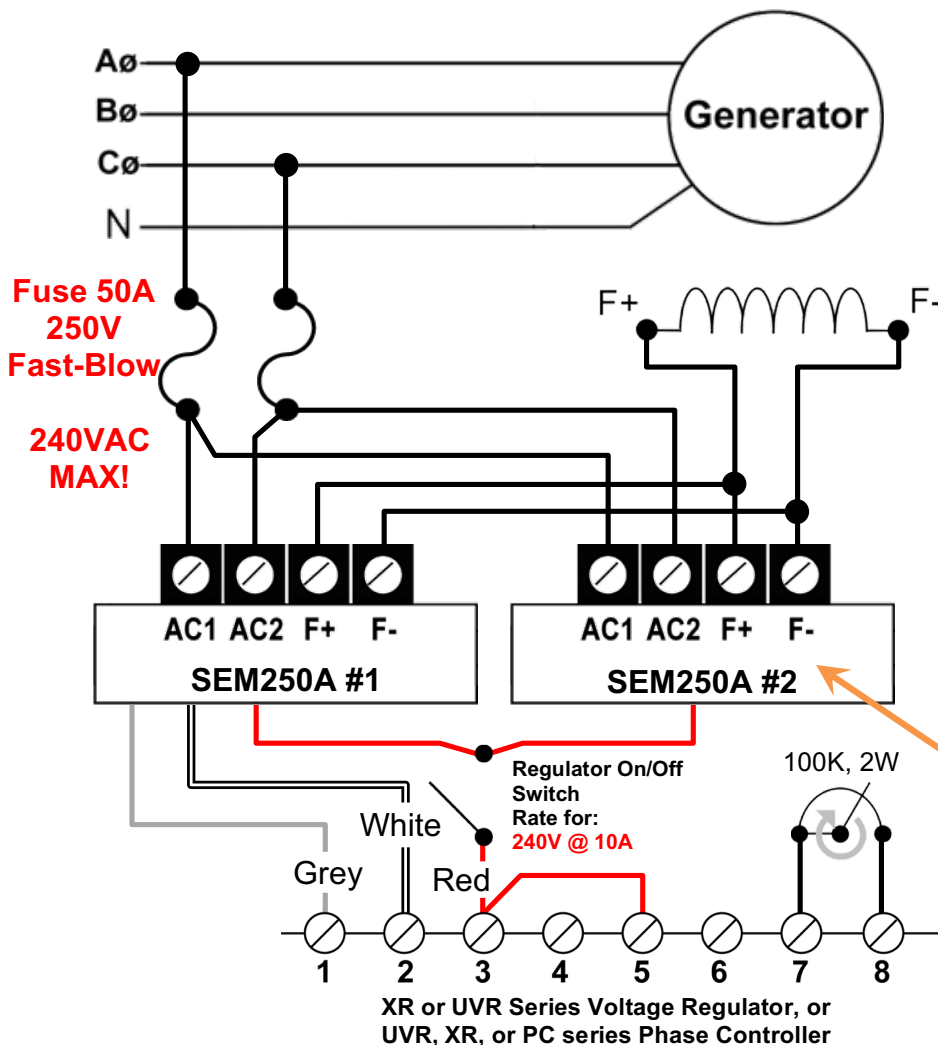 Aø
Bø
Generator
Cø
N
Fuse 50A
250V
Fast-Blow
F+
F-
240VAC
MAX!
AC1 AC2 F+ F-
SEM250A #1
AC1 AC2 F+ F-
SEM250A #2
Regulator On/Off
Switch
Rate for:
240V @ 10A
100K, 2W
White
Grey
Red
1 2 3 4 5 6 7 8
XR or UVR Series Voltage Regulator, or
UVR, XR, or PC series Phase Controller